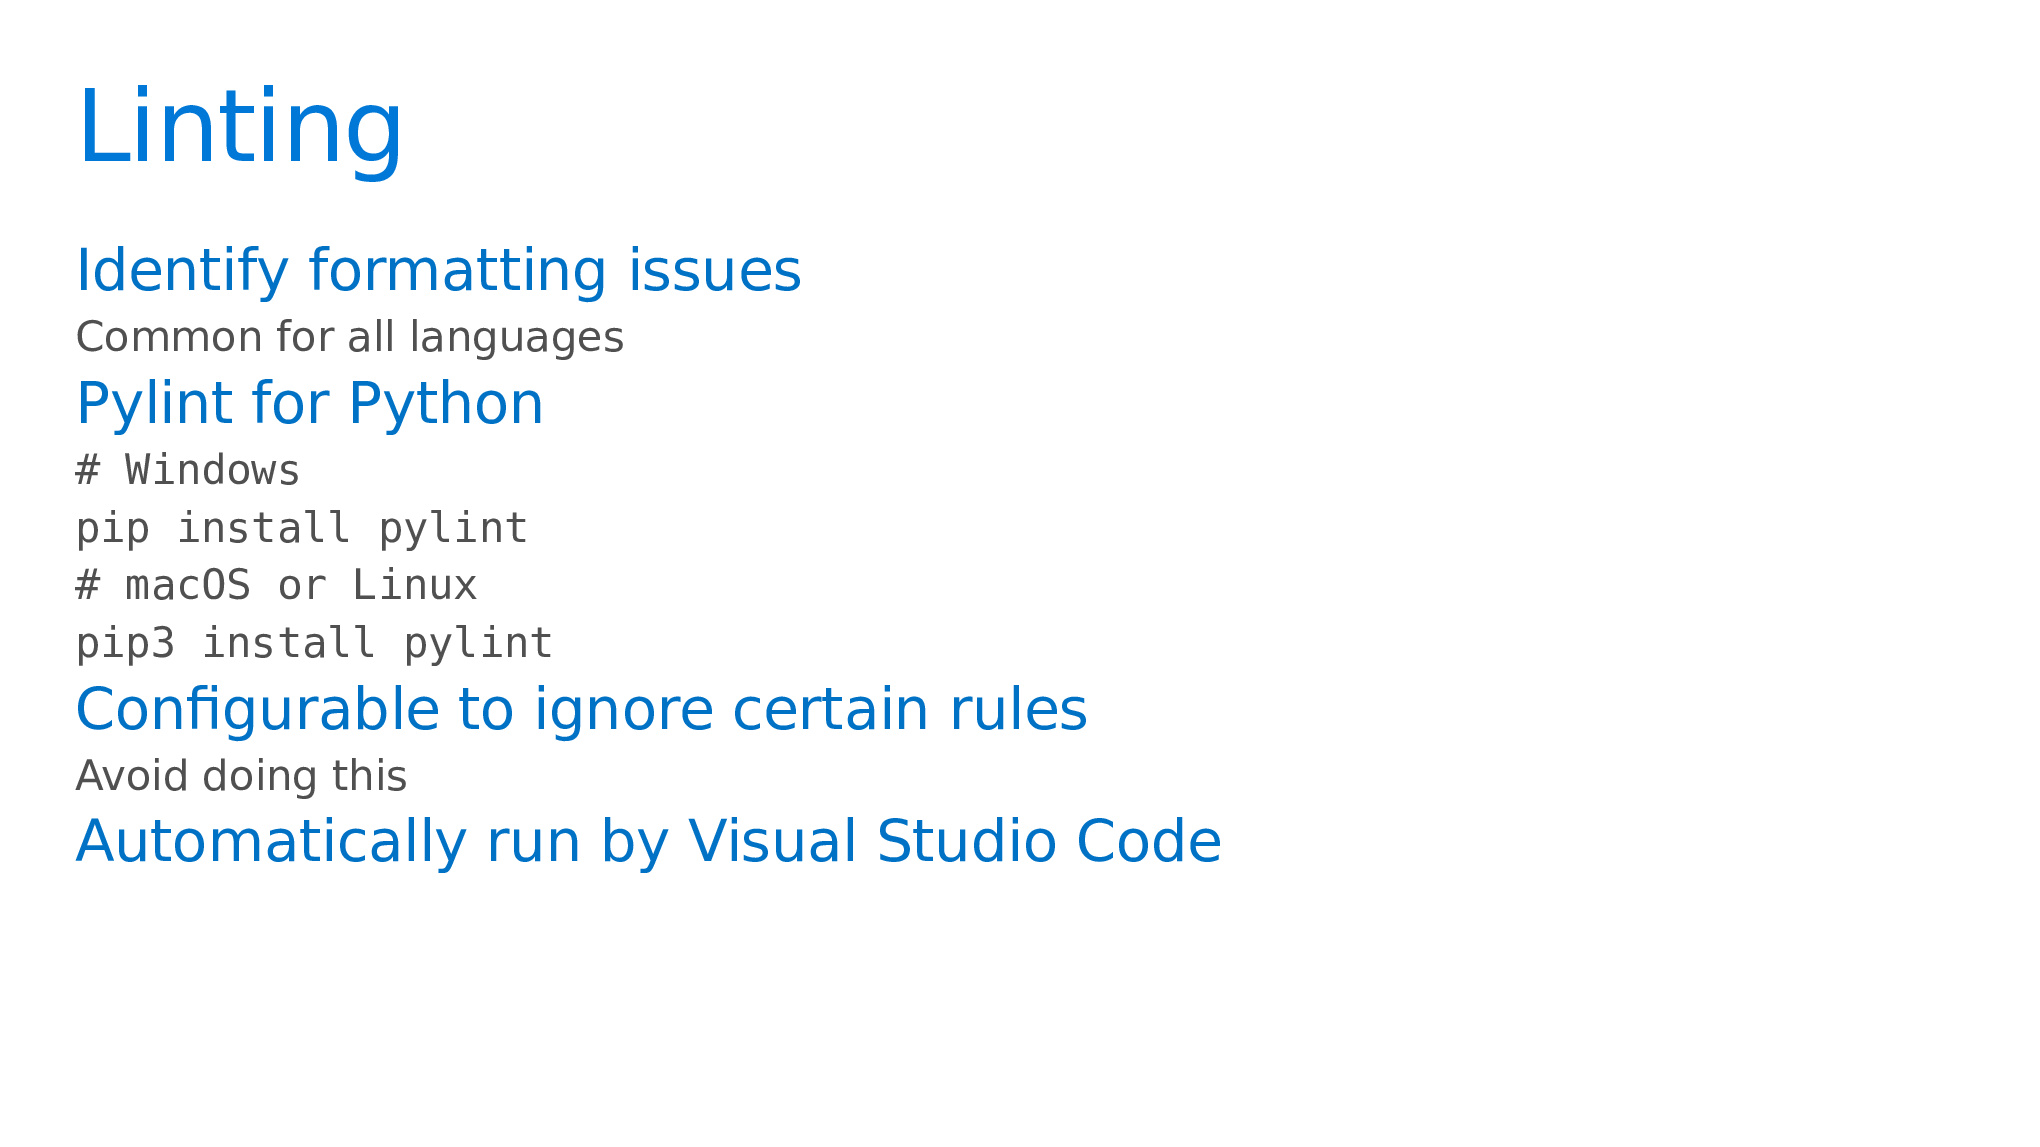 Linting
Identify formatting issues
Common for all languages
Pylint for Python
# Windows
pip install pylint
# macOS or Linux
pip3 install pylint
Configurable to ignore certain rules
Avoid doing this
Automatically run by Visual Studio Code